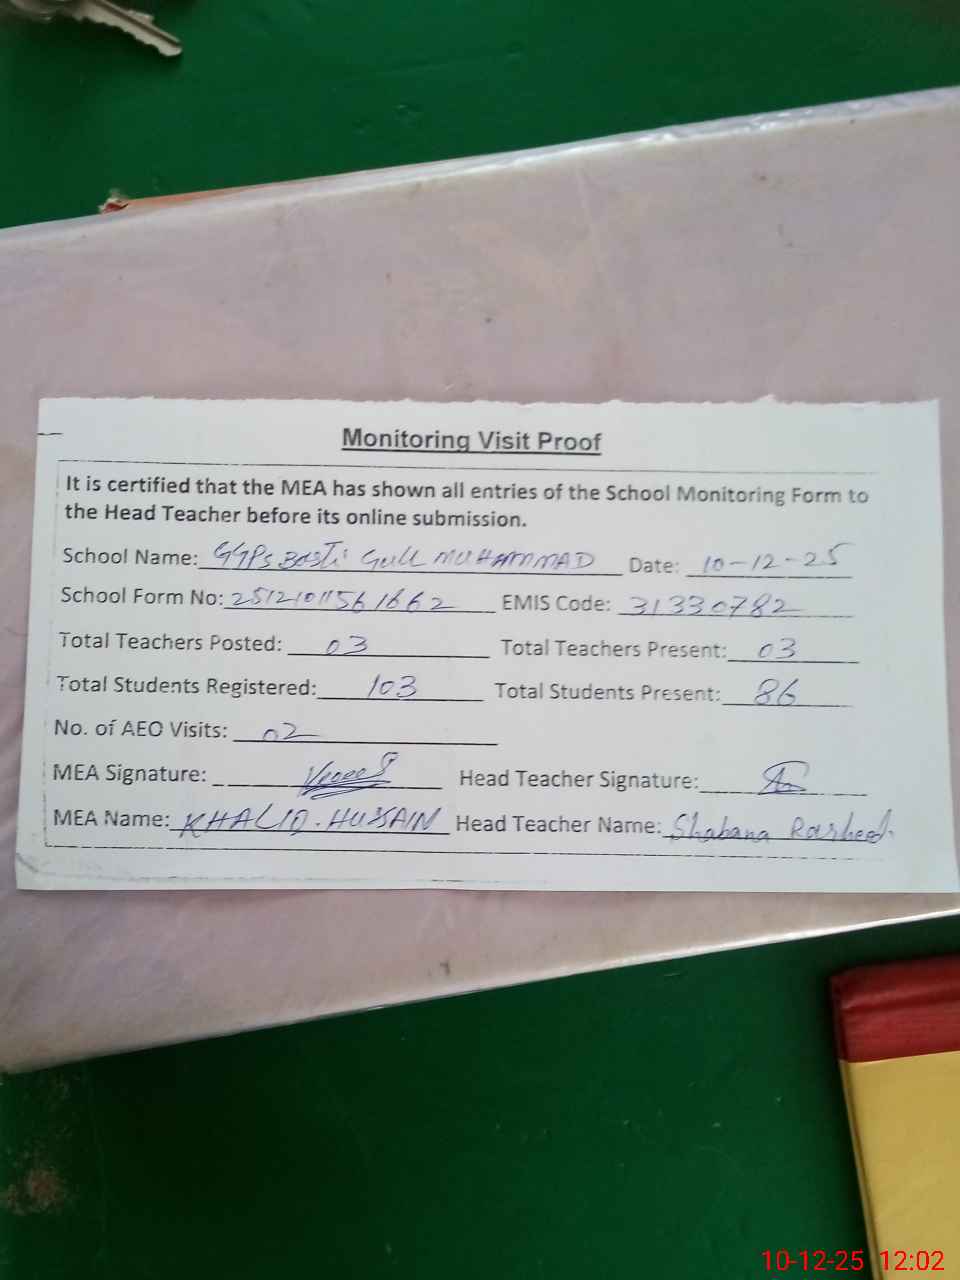 Monitoring Visit Proof
It is certified that the MEA has shown all entries of the School Monitoring Form to
the Head Teacher before its online submission.
School Name: GGPS Basti Gull MUHAMMAD Date: 10-12-25
School Form No: 25121011561662 EMIS Code: 31330782
Total Teachers Posted: 03 Total Teachers Present: 03
Total Students Registered: 103 Total Students Present: 86
No. of AEO Visits: 02
MEA Signature: Head Teacher Signature:
MEA Name: KHALID. HUSSAIN Head Teacher Name: Shabana Rasheed.
10-12-25 12:02